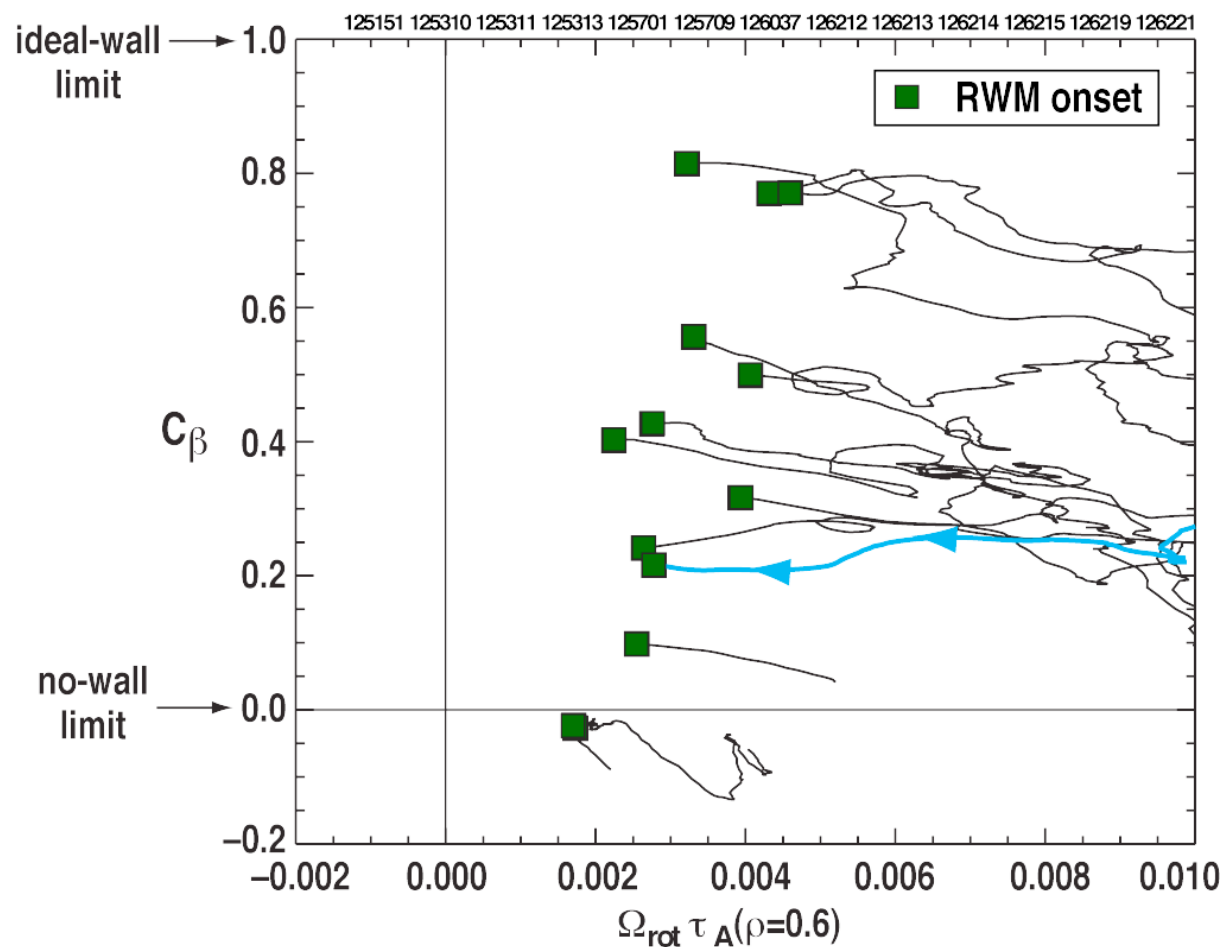 125151 125310 125311 125313 125701 125709 126037 126212 126213 126214 126215 126219 126221
ideal-wall
limit
1.0
RWM onset
0.8
0.6
0.4
Cβ
0.2
no-wall
limit
0.0
−0.2
−0.002 0.000 0.002 0.004 0.006 0.008 0.010
Ωrot τA(ρ=0.6)